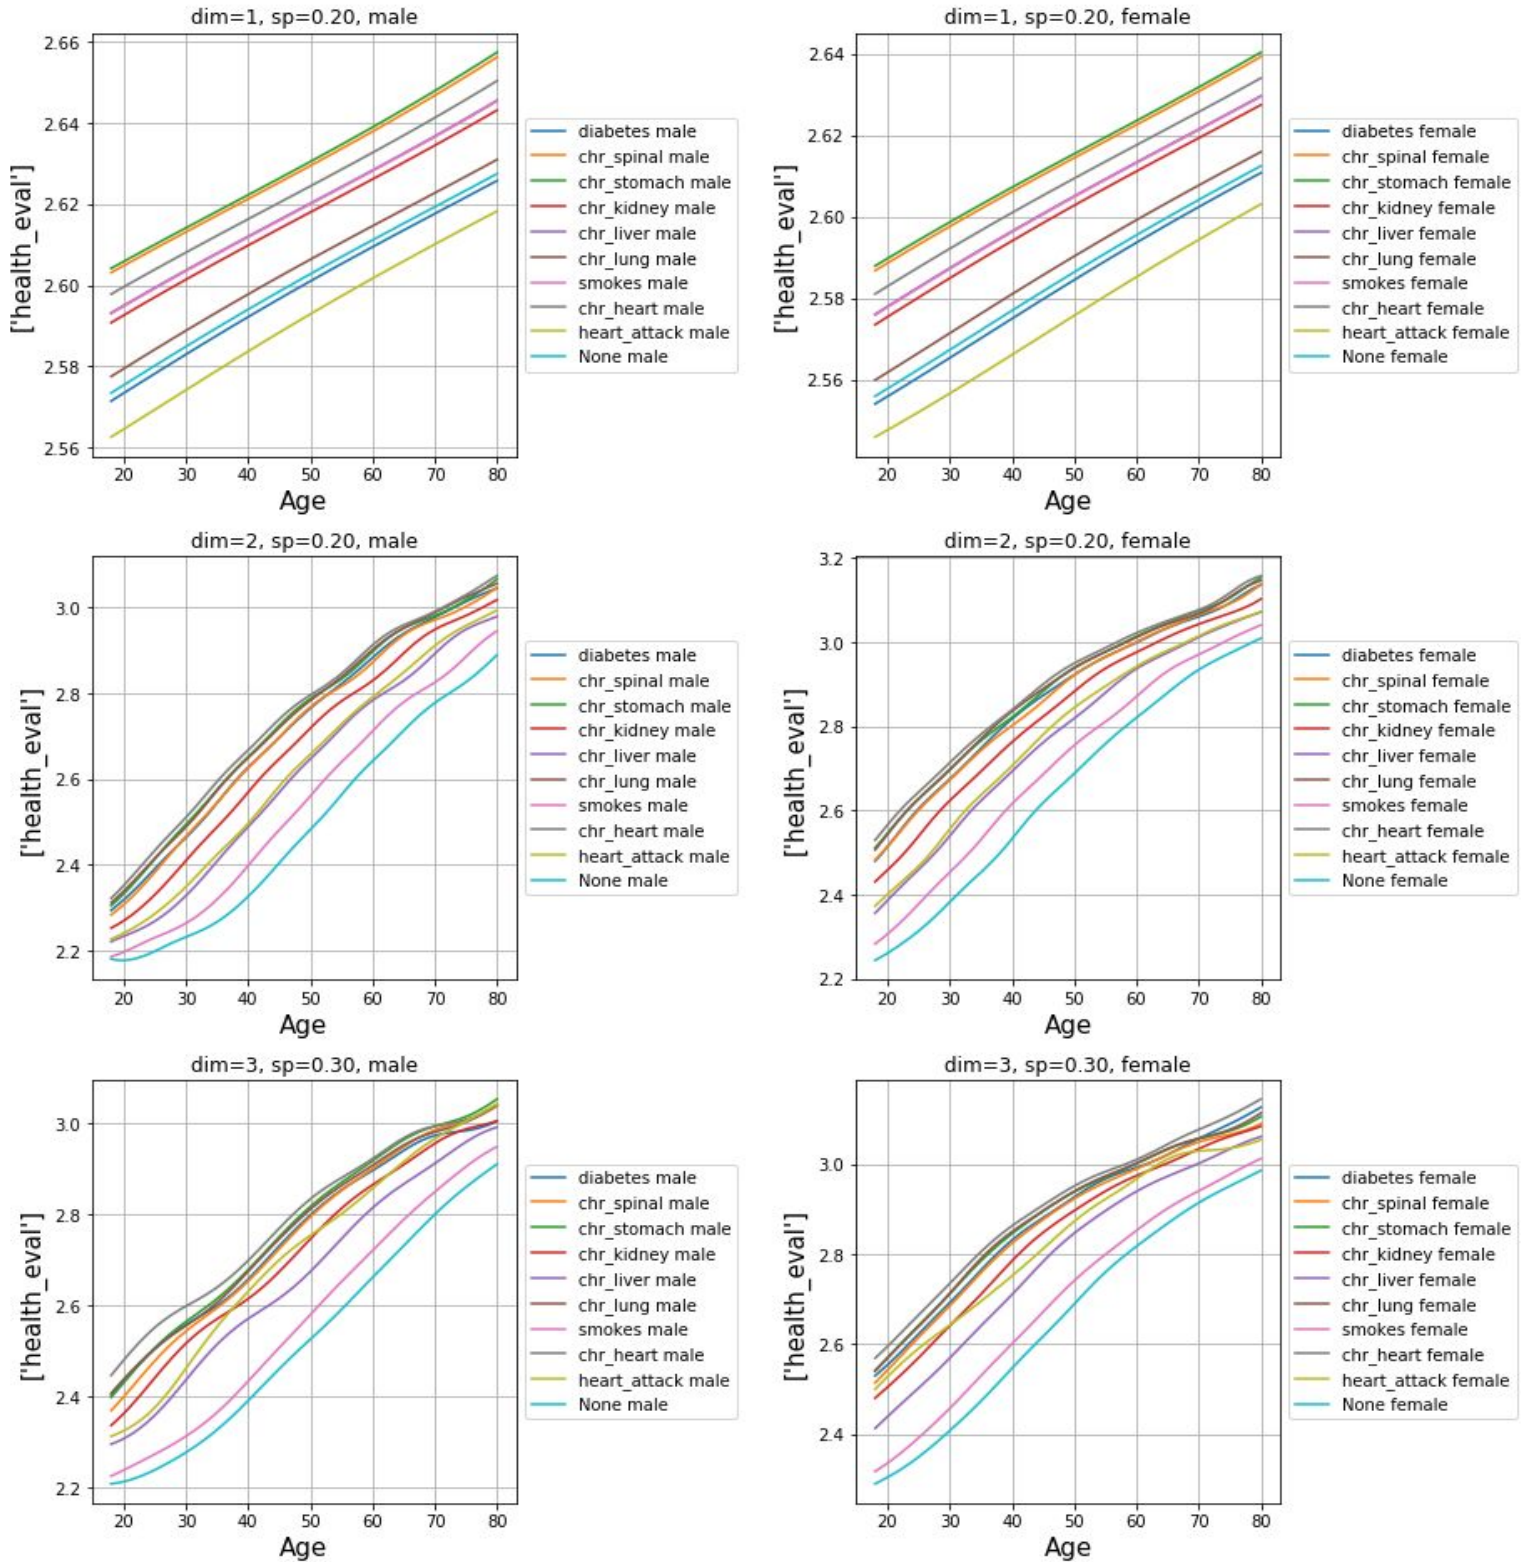 dim=1, sp=0.20, male
['health_eval']
2.66
2.64
2.62
2.60
2.58
2.56
20 30 40 50 60 70 80
Age
diabetes male
chr_spinal male
chr_stomach male
chr_kidney male
chr_liver male
chr_lung male
smokes male
chr_heart male
heart_attack male
None male
dim=1, sp=0.20, female
['health_eval']
2.64
2.62
2.60
2.58
2.56
20 30 40 50 60 70 80
Age
diabetes female
chr_spinal female
chr_stomach female
chr_kidney female
chr_liver female
chr_lung female
smokes female
chr_heart female
heart_attack female
None female
dim=2, sp=0.20, male
['health_eval']
3.0
2.8
2.6
2.4
2.2
20 30 40 50 60 70 80
Age
diabetes male
chr_spinal male
chr_stomach male
chr_kidney male
chr_liver male
chr_lung male
smokes male
chr_heart male
heart_attack male
None male
dim=2, sp=0.20, female
['health_eval']
3.2
3.0
2.8
2.6
2.4
2.2
20 30 40 50 60 70 80
Age
diabetes female
chr_spinal female
chr_stomach female
chr_kidney female
chr_liver female
chr_lung female
smokes female
chr_heart female
heart_attack female
None female
dim=3, sp=0.30, male
['health_eval']
3.0
2.8
2.6
2.4
2.2
20 30 40 50 60 70 80
Age
diabetes male
chr_spinal male
chr_stomach male
chr_kidney male
chr_liver male
chr_lung male
smokes male
chr_heart male
heart_attack male
None male
dim=3, sp=0.30, female
['health_eval']
3.0
2.8
2.6
2.4
20 30 40 50 60 70 80
Age
diabetes female
chr_spinal female
chr_stomach female
chr_kidney female
chr_liver female
chr_lung female
smokes female
chr_heart female
heart_attack female
None female